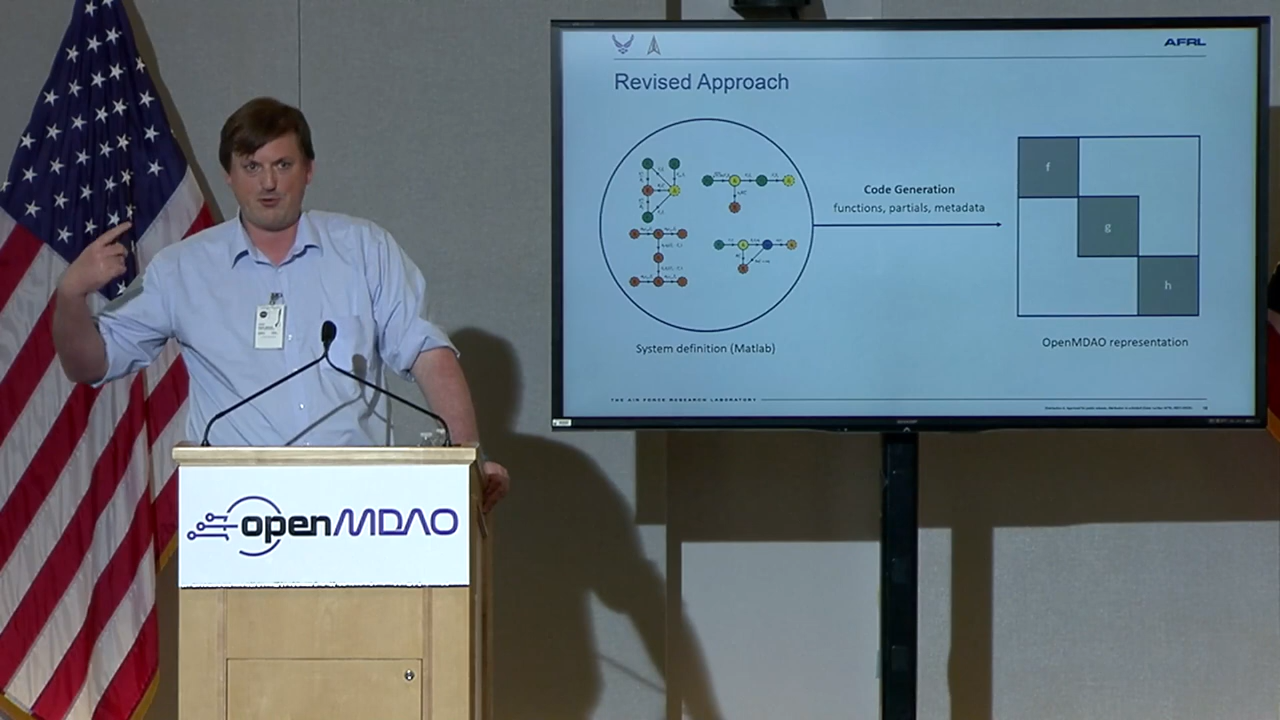 AFRL
Revised Approach
Code Generation
functions, partials, metadata
f
g
h
System definition (Matlab)
OpenMDAO representation
THE AIR FORCE RESEARCH LABORATORY
openMDAO